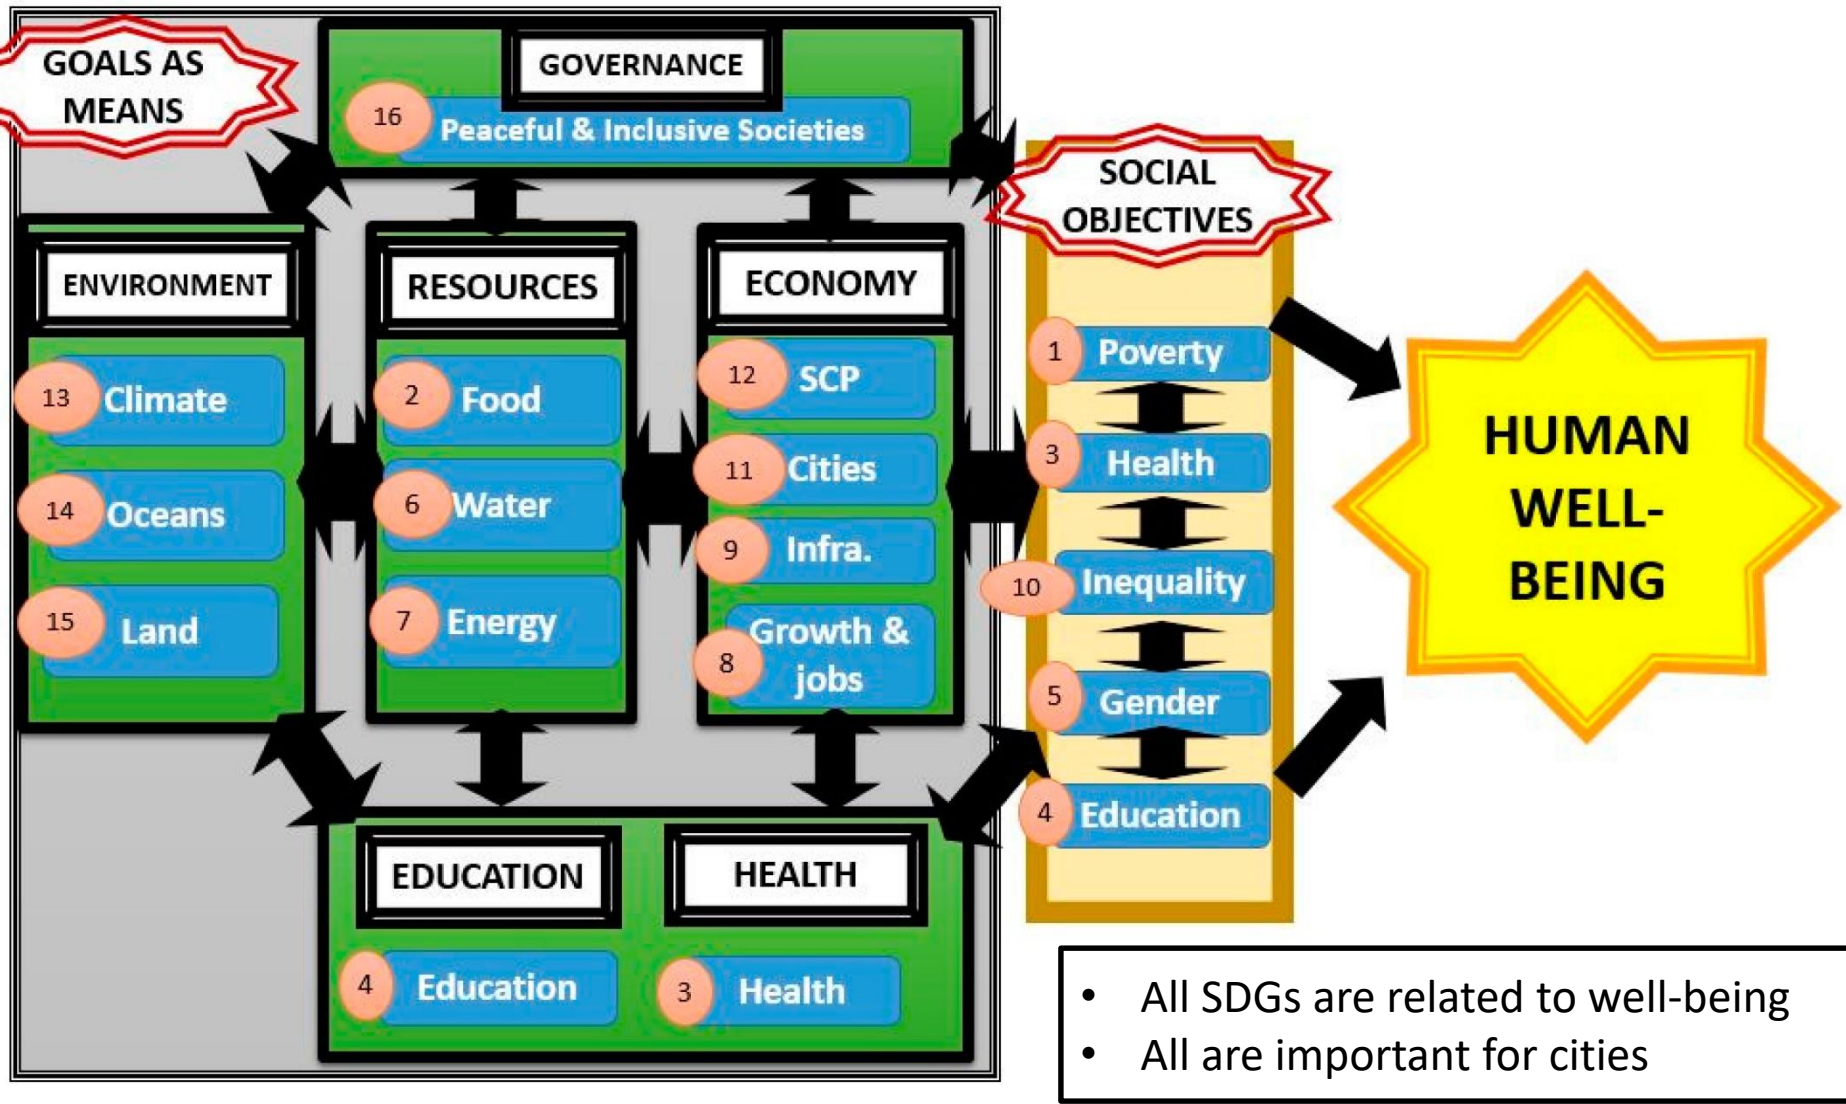 GOALS AS
MEANS
GOVERNANCE
16
Peaceful & Inclusive Societies
ENVIRONMENT
13
Climate
14
Oceans
15
Land
RESOURCES
2
Food
6
Water
7
Energy
ECONOMY
12
SCP
11
Cities
9
Infra.
8
Growth &
jobs
EDUCATION
4
Education
HEALTH
3
Health
SOCIAL
OBJECTIVES
1
Poverty
3
Health
10
Inequality
5
Gender
4
Education
HUMAN
WELL-
BEING
• All SDGs are related to well-being
• All are important for cities